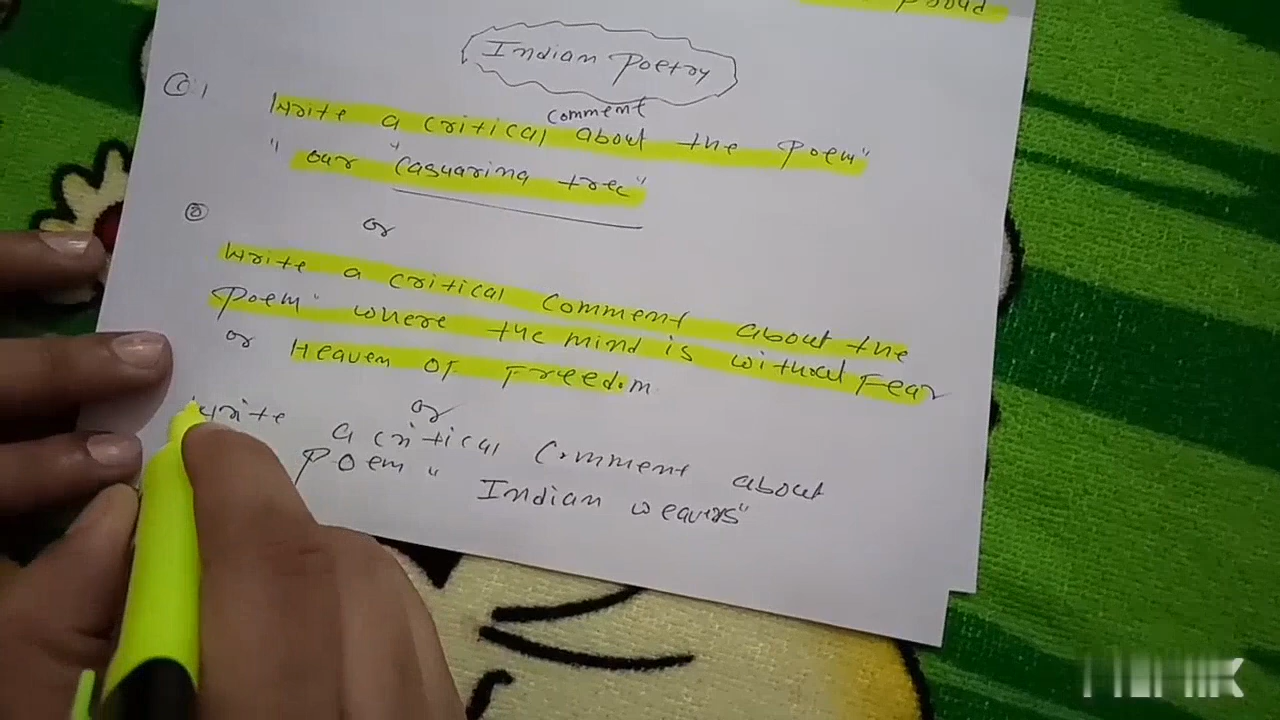 Indian Poetry
Q1
comment
Write a critical about the Poem"
" our "Casuarina tree"
②
or
Write a critical Comment about the
Poem" where the mind is without Fear
or Heaven of Freedom.
or
Write a critical Comment about
Poem " Indian weavers"